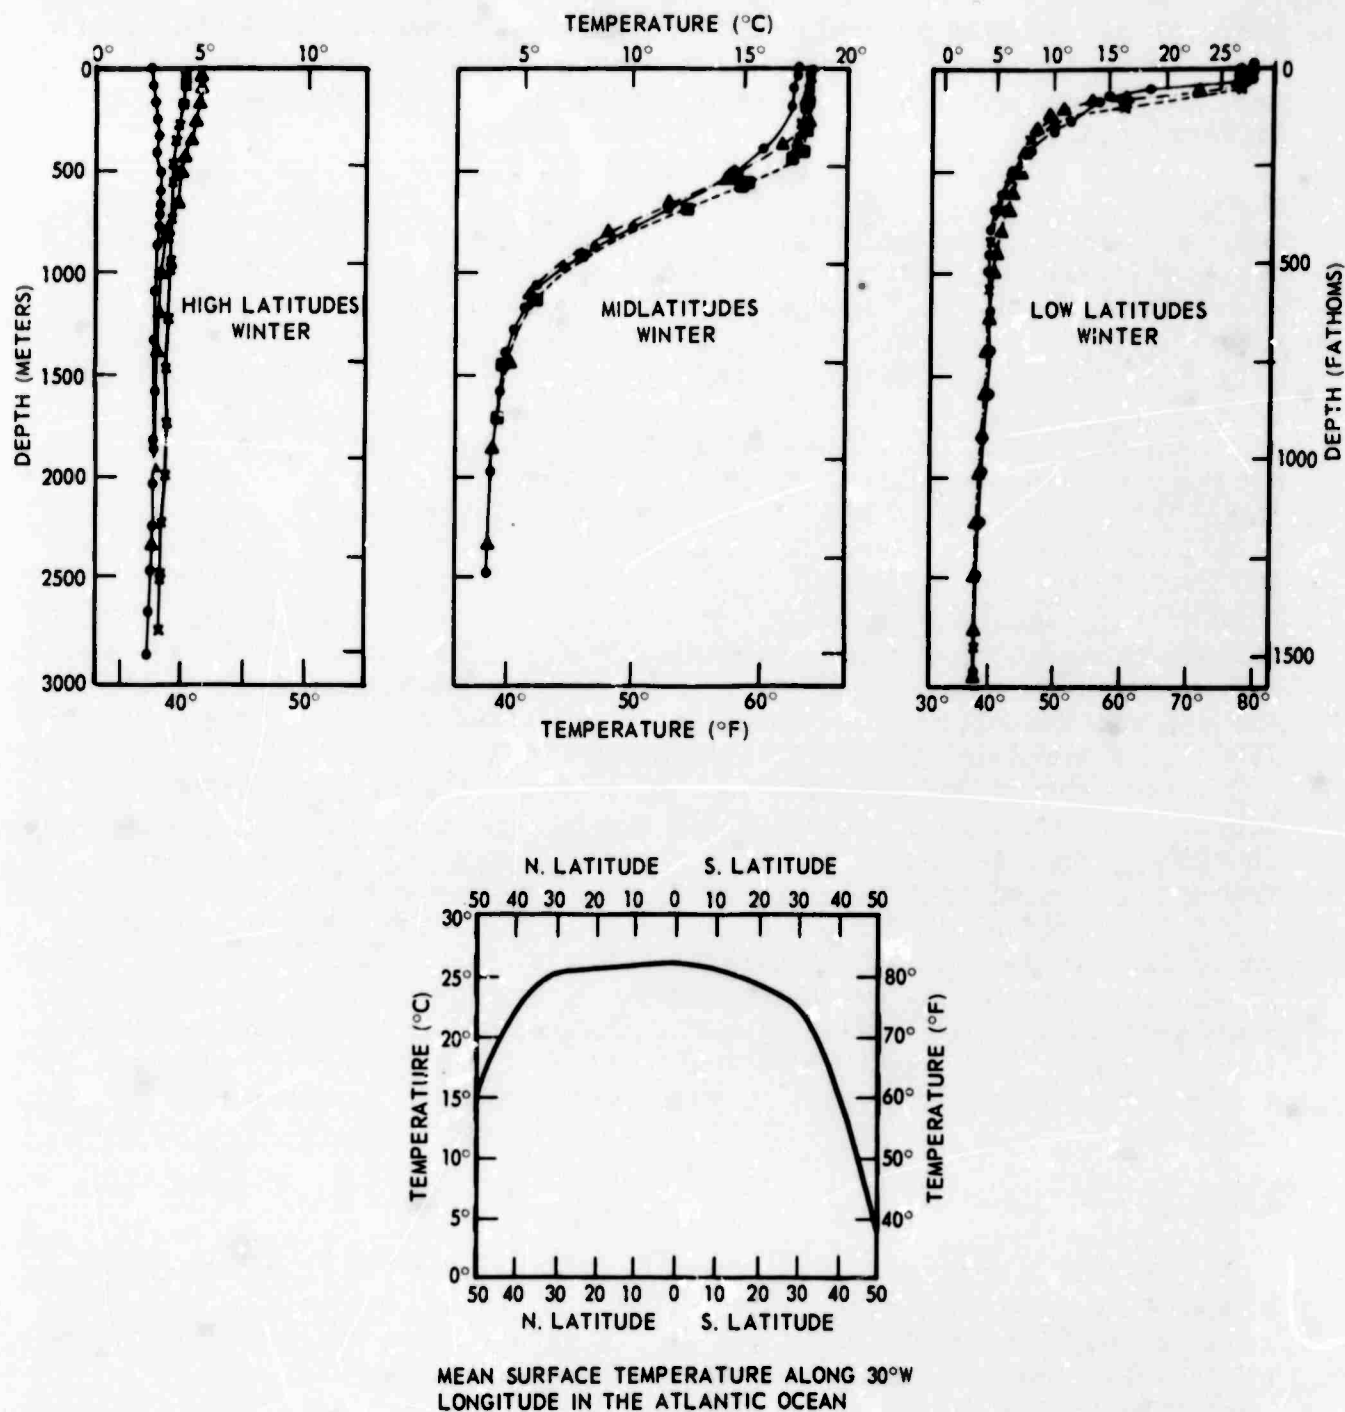 TEMPERATURE (°C)
0° 5° 10° 5° 10° 15° 20° 0° 5° 10° 15° 20° 25°
0 0
500
1000 500
1500
2000 1000
2500
3000 1500
DEPTH (METERS)
HIGH LATITUDES
WINTER
MIDLATITUDES
WINTER
LOW LATITUDES
WINTER
DEPTH (FATHOMS)
40° 50° 40° 50° 60° 30° 40° 50° 60° 70° 80°
TEMPERATURE (°F)
N. LATITUDE S. LATITUDE
50 40 30 20 10 0 10 20 30 40 50
30°
25° 80°
20° 70°
15° 60°
10° 50°
5° 40°
0°
TEMPERATURE (°C)
TEMPERATURE (°F)
50 40 30 20 10 0 10 20 30 40 50
N. LATITUDE S. LATITUDE
MEAN SURFACE TEMPERATURE ALONG 30°W
LONGITUDE IN THE ATLANTIC OCEAN